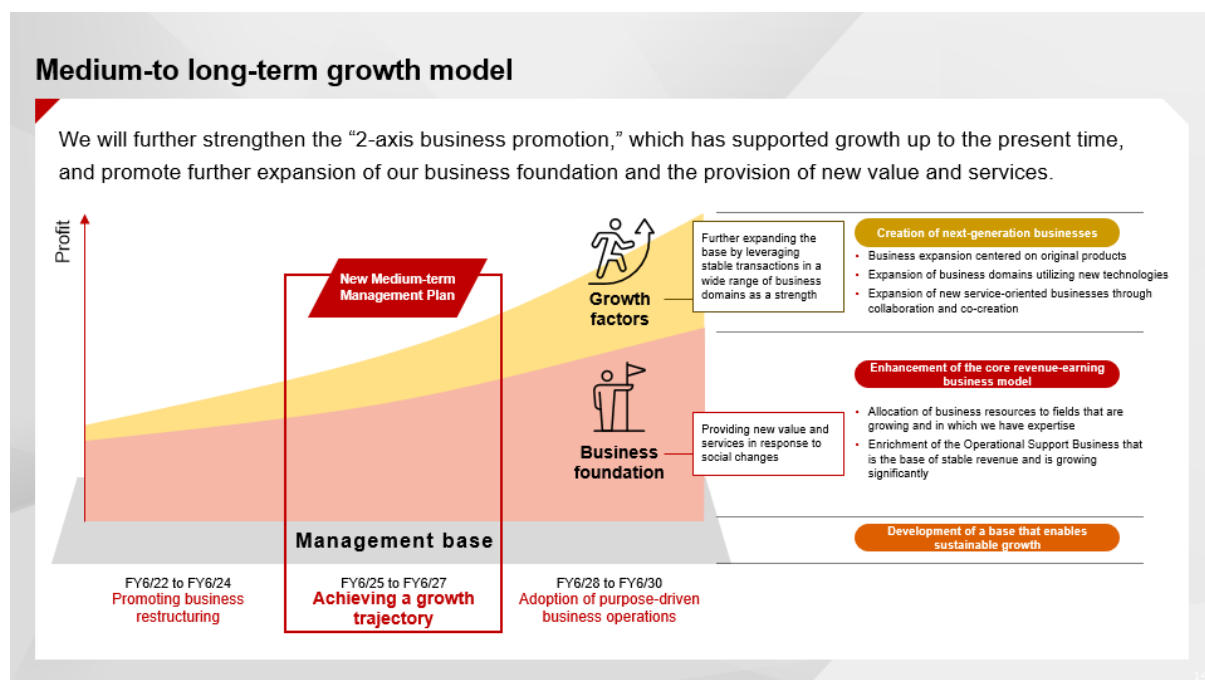 Medium-to long-term growth model
We will further strengthen the “2-axis business promotion,” which has supported growth up to the present time,
and promote further expansion of our business foundation and the provision of new value and services.
Profit
New Medium-term
Management Plan
Growth
factors
Further expanding the
base by leveraging
stable transactions in a
wide range of business
domains as a strength
Creation of next-generation businesses
• Business expansion centered on original products
• Expansion of business domains utilizing new technologies
• Expansion of new service-oriented businesses through
collaboration and co-creation
Business
foundation
Providing new value and
services in response to
social changes
Enhancement of the core revenue-earning
business model
• Allocation of business resources to fields that are
growing and in which we have expertise
• Enrichment of the Operational Support Business that
is the base of stable revenue and is growing
significantly
Management base
Development of a base that enables
sustainable growth
FY6/22 to FY6/24
Promoting business
restructuring
FY6/25 to FY6/27
Achieving a growth
trajectory
FY6/28 to FY6/30
Adoption of purpose-driven
business operations